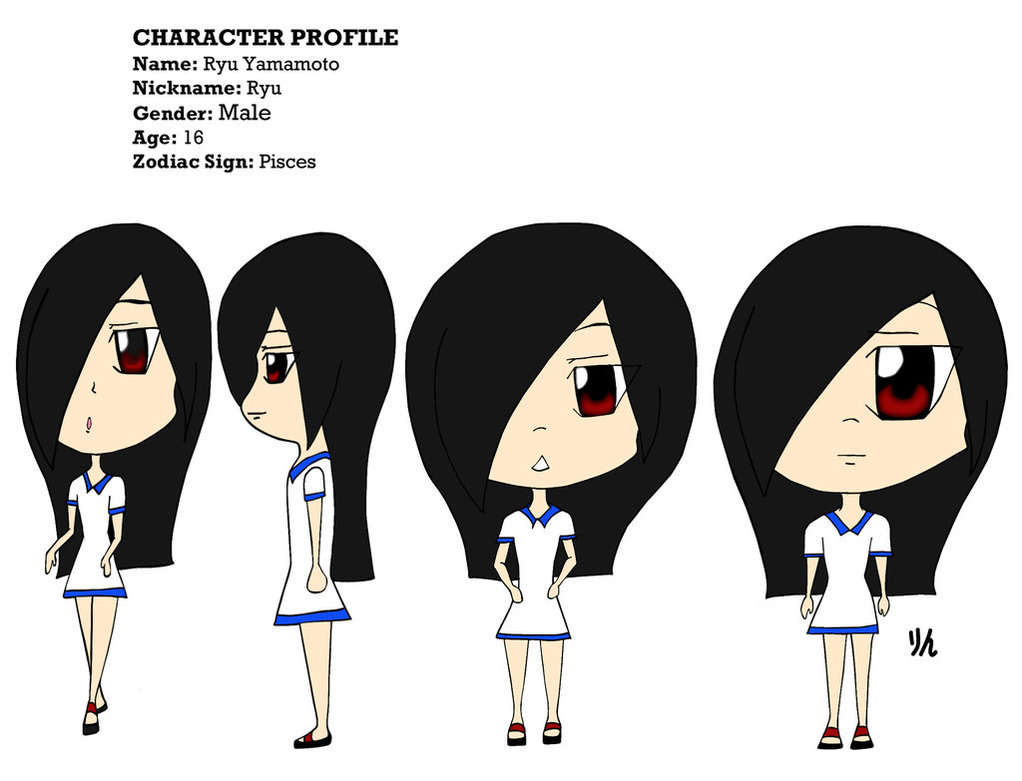 CHARACTER PROFILE
Name: Ryu Yamamoto
Nickname: Ryu
Gender: Male
Age: 16
Zodiac Sign: Pisces
りん